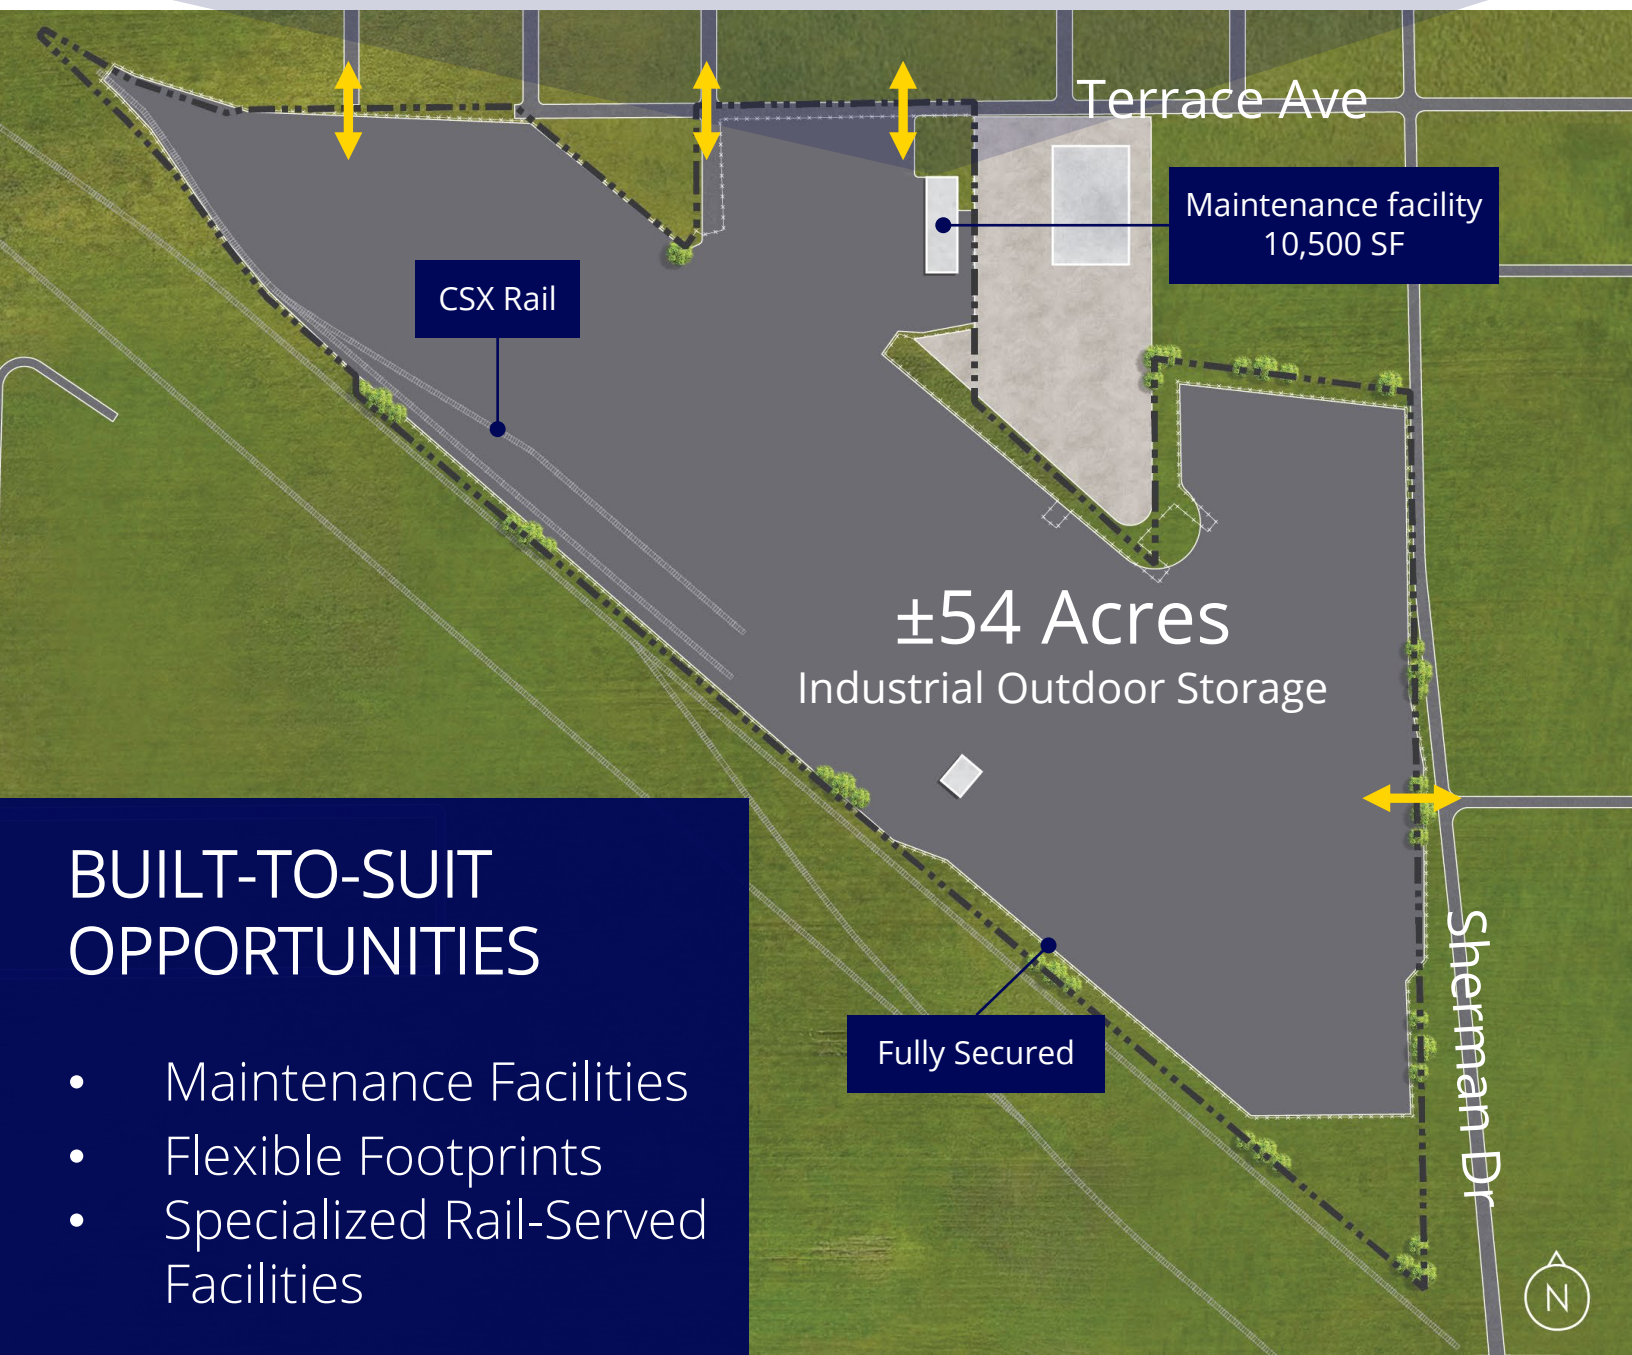 Terrace Ave
Maintenance facility
10,500 SF
CSX Rail
±54 Acres
Industrial Outdoor Storage
BUILT-TO-SUIT
OPPORTUNITIES
• Maintenance Facilities
• Flexible Footprints
• Specialized Rail-Served
Facilities
Fully Secured
Sherman Dr
N